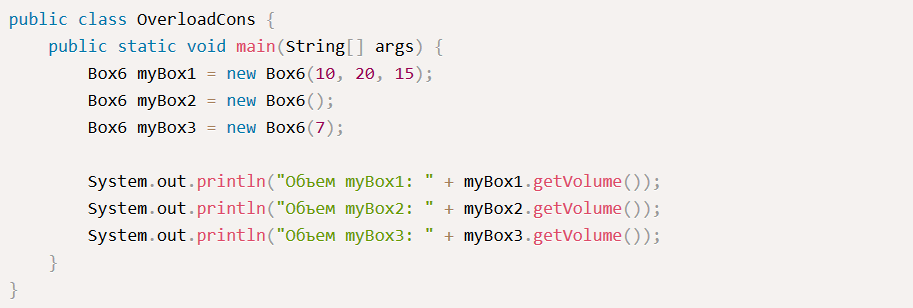 public class OverloadCons {
    public static void main(String[] args) {
        Box6 myBox1 = new Box6(10, 20, 15);
        Box6 myBox2 = new Box6();
        Box6 myBox3 = new Box6(7);

        System.out.println("Объем myBox1: " + myBox1.getVolume());
        System.out.println("Объем myBox2: " + myBox2.getVolume());
        System.out.println("Объем myBox3: " + myBox3.getVolume());
    }
}